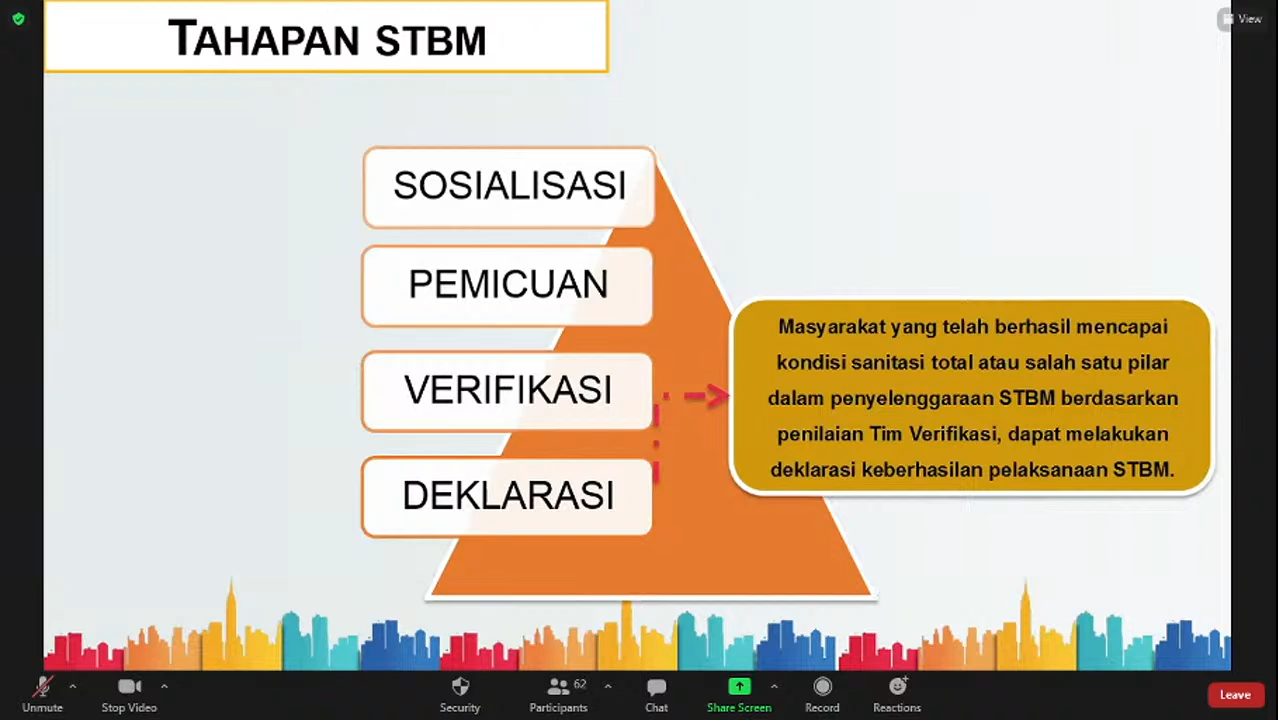 TAHAPAN STBM
View
SOSIALISASI
PEMICUAN
VERIFIKASI
DEKLARASI
Masyarakat yang telah berhasil mencapai
kondisi sanitasi total atau salah satu pilar
dalam penyelenggaraan STBM berdasarkan
penilaian Tim Verifikasi, dapat melakukan
deklarasi keberhasilan pelaksanaan STBM.
Unmute
Stop Video
Security
Participants 62
Chat
Share Screen
Record
Reactions
Leave